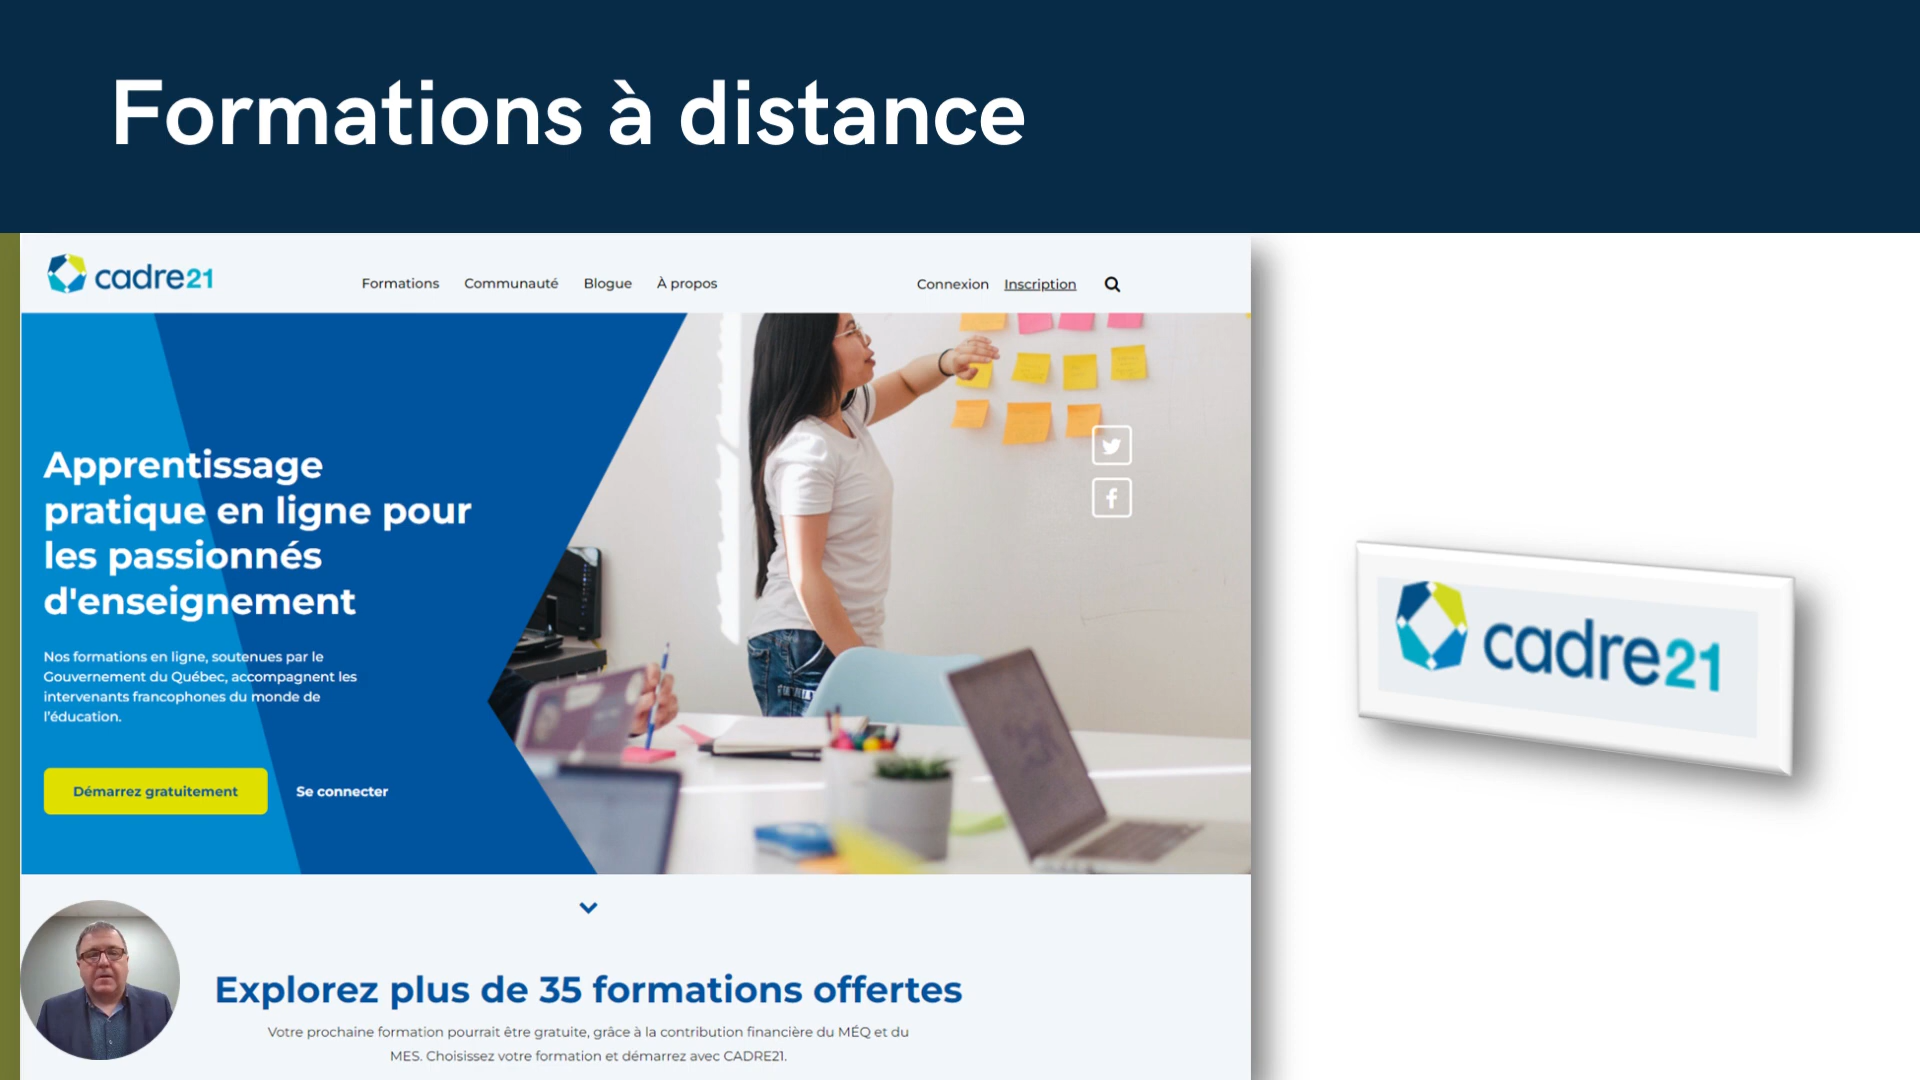 Formations à distance
cadre21
Formations Communauté Blogue À propos
Connexion Inscription
Apprentissage
pratique en ligne pour
les passionnés
d'enseignement
Nos formations en ligne, soutenues par le
Gouvernement du Québec, accompagnent les
intervenants francophones du monde de
l'éducation.
Démarrez gratuitement Se connecter
cadre21
Explorez plus de 35 formations offertes
Votre prochaine formation pourrait être gratuite, grâce à la contribution financière du MÉQ et du
MES. Choisissez votre formation et démarrez avec CADRE21.